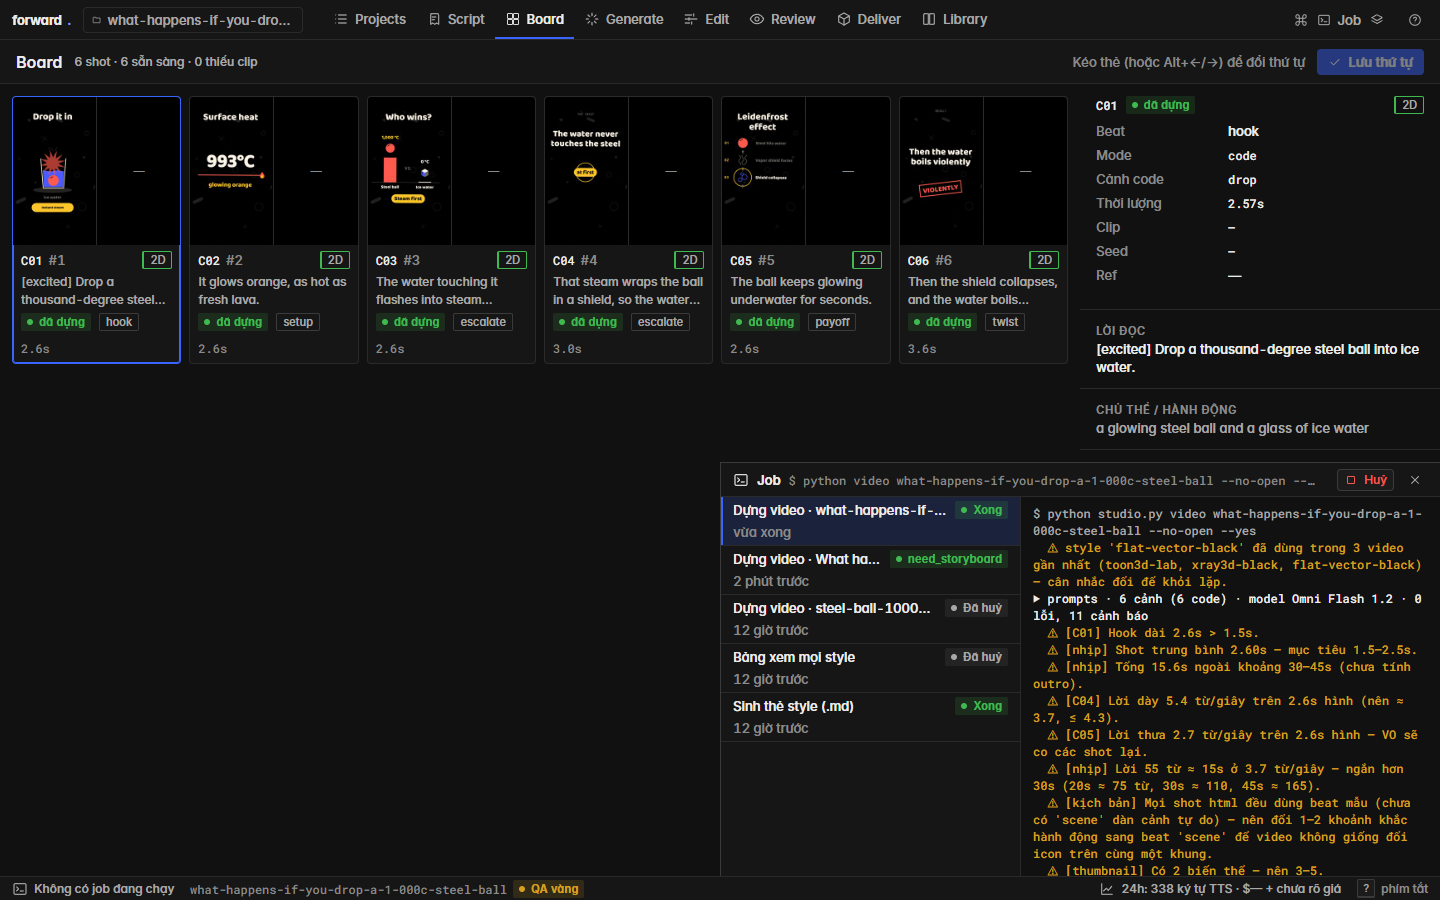 forward .
what-happens-if-you-dro...
Projects
Script
Board
Generate
Edit
Review
Deliver
Library
Job
Board
6 shot · 6 sẵn sàng · 0 thiếu clip
Kéo thẻ (hoặc Alt+←/→) để đổi thứ tự
Lưu thứ tự
Drop it in
Ice water
Surface heat
993°C
glowing orange
—
Who wins?
1,000 °C
VS
0 °C
Steel ball
Ice water
Steam first
—
The water never
touches the steel
at first
—
Leidenfrost
effect
Steel hits water
Vapor shield forms
Shield collapses
—
Then the water
boils violently
VIOLENTLY
—
C01 #1
2D
[excited] Drop a
thousand-degree steel...
đã dựng
hook
2.6s
C02 #2
2D
It glows orange, as hot as
fresh lava.
đã dựng
setup
2.6s
C03 #3
2D
The water touching it
flashes into steam...
đã dựng
escalate
2.6s
C04 #4
2D
That steam wraps the ball
in a shield, so the water...
đã dựng
escalate
3.0s
C05 #5
2D
The ball keeps glowing
underwater for seconds.
đã dựng
payoff
2.6s
C06 #6
2D
Then the shield collapses,
and the water boils...
đã dựng
twist
3.6s
C01
đã dựng
2D
Beat hook
Mode code
Cảnh code drop
Thời lượng 2.57s
Clip —
Seed —
Ref —
LỜI ĐỌC
[excited] Drop a thousand-degree steel ball into ice
water.
CHỦ THỂ / HÀNH ĐỘNG
a glowing steel ball and a glass of ice water
Job
$ python video what-happens-if-you-drop-a-1-000c-steel-ball --no-open --…
Huỷ
Dựng video · what-happens-if-...
Xong
vừa xong
Dựng video · What ha...
need_storyboard
2 phút trước
Dựng video · steel-ball-1000...
Đã huỷ
12 giờ trước
Bảng xem mọi style
Đã huỷ
12 giờ trước
Sinh thẻ style (.md)
Xong
12 giờ trước
$ python studio.py video what-happens-if-you-drop-a-1-
000c-steel-ball --no-open --yes
⚠ style 'flat-vector-black' đã dùng trong 3 video
gần nhất (toon3d-lab, xray3d-black, flat-vector-black)
— cân nhắc đổi để khỏi lặp.
▶ prompts · 6 cảnh (6 code) · model Omni Flash 1.2 · 0
lỗi, 11 cảnh báo
⚠ [C01] Hook dài 2.6s > 1.5s.
⚠ [nhịp] Shot trung bình 2.60s — mục tiêu 1.5–2.5s.
⚠ [nhịp] Tổng 15.6s ngoài khoảng 30–45s (chưa tính
outro).
⚠ [C04] Lời dày 5.4 từ/giây trên 2.6s hình (nên ≈
3.7, ≤ 4.3).
⚠ [C05] Lời thưa 2.7 từ/giây trên 2.6s hình — VO sẽ
co các shot lại.
⚠ [nhịp] Lời 55 từ ≈ 15s ở 3.7 từ/giây — ngắn hơn
30s (20s ≈ 75 từ, 30s ≈ 110, 45s ≈ 165).
⚠ [kịch bản] Mọi shot html đều dùng beat mẫu (chưa
có 'scene' dàn cảnh tự do) — nên đổi 1–2 khoảnh khắc
hành động sang beat 'scene' để video không giống đổi
icon trên cùng một khung.
⚠ [thumbnail] Có 2 biến thể — nên 3–5.
Không có job đang chạy
what-happens-if-you-drop-a-1-000c-steel-ball
QA vàng
24h: 338 ký tự TTS · $— + chưa rõ giá
? phím tắt